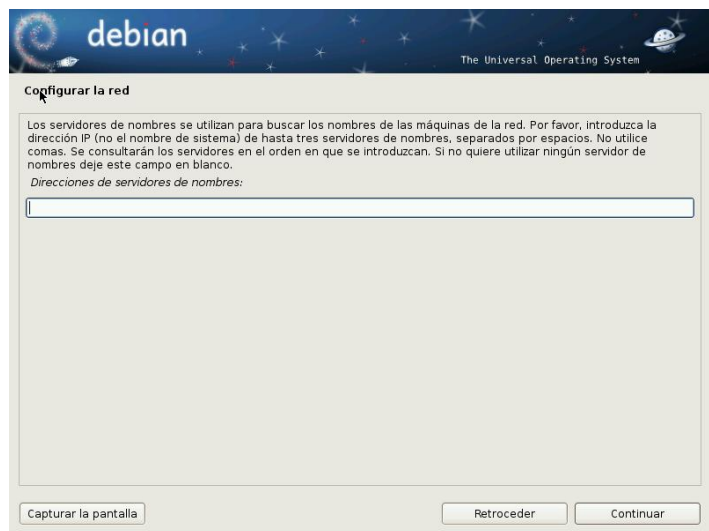 debian
The Universal Operating System
Configurar la red
Los servidores de nombres se utilizan para buscar los nombres de las máquinas de la red. Por favor, introduzca la
dirección IP (no el nombre de sistema) de hasta tres servidores de nombres, separados por espacios. No utilice
comas. Se consultarán los servidores en el orden en que se introduzcan. Si no quiere utilizar ningún servidor de
nombres deje este campo en blanco.
Direcciones de servidores de nombres:
Capturar la pantalla
Retroceder
Continuar